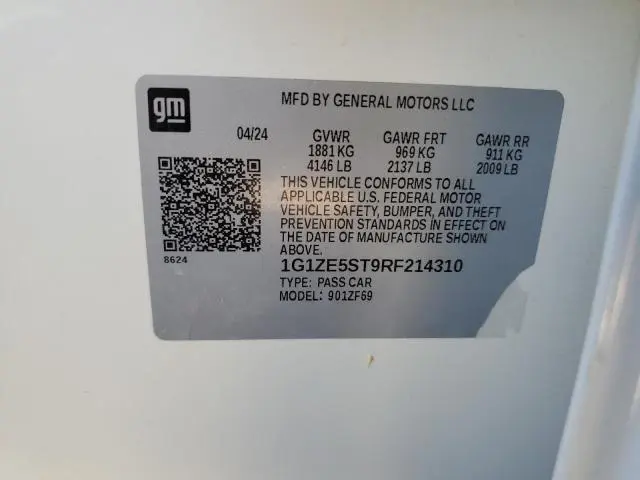 gm
MFD BY GENERAL MOTORS LLC
04/24 GVWR GAWR FRT GAWR RR
1881 KG 969 KG 911 KG
4146 LB 2137 LB 2009 LB
THIS VEHICLE CONFORMS TO ALL
APPLICABLE U.S. FEDERAL MOTOR
VEHICLE SAFETY, BUMPER, AND THEFT
PREVENTION STANDARDS IN EFFECT
ON THE DATE OF MANUFACTURE SHOWN
ABOVE.
8624
1G1ZE5ST9RF214310
TYPE: PASS CAR
MODEL: 901ZF69